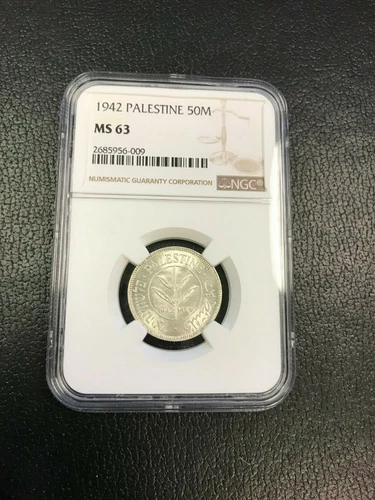 1942 PALESTINE 50M
MS 63
2685956-009
NUMISMATIC GUARANTY CORPORATION
NGC
PALESTINE